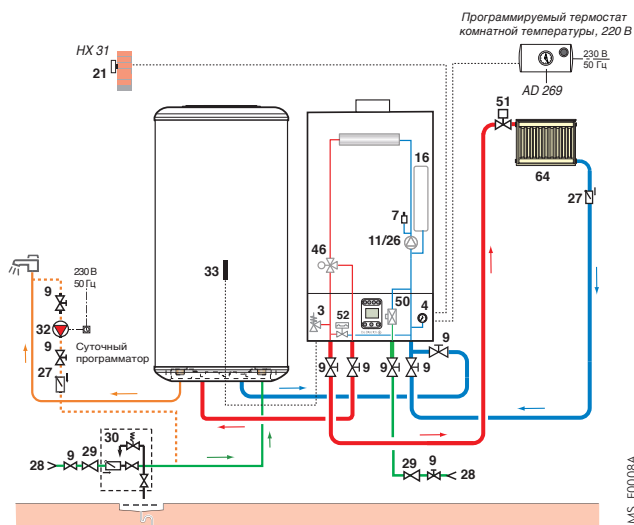 Программируемый термостат
комнатной температуры, 220 В
HX 31
21
230 В
50 Гц
AD 269
51
16
64
7
27
11/26
46
33
230 В
50 Гц
9
3
52
50
4
32
9
Суточный
программатор
9
27
9
9
9
9
30
28
9
29
29
9
28
MS_F0008A